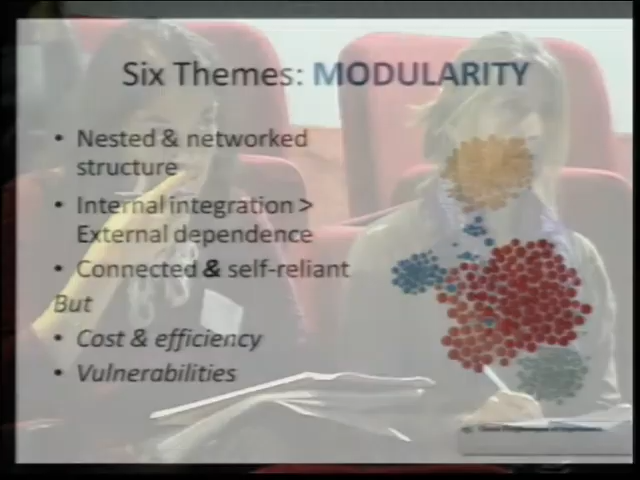 Six Themes: MODULARITY
• Nested & networked
structure
• Internal integration >
External dependence
• Connected & self-reliant
But
• Cost & efficiency
• Vulnerabilities